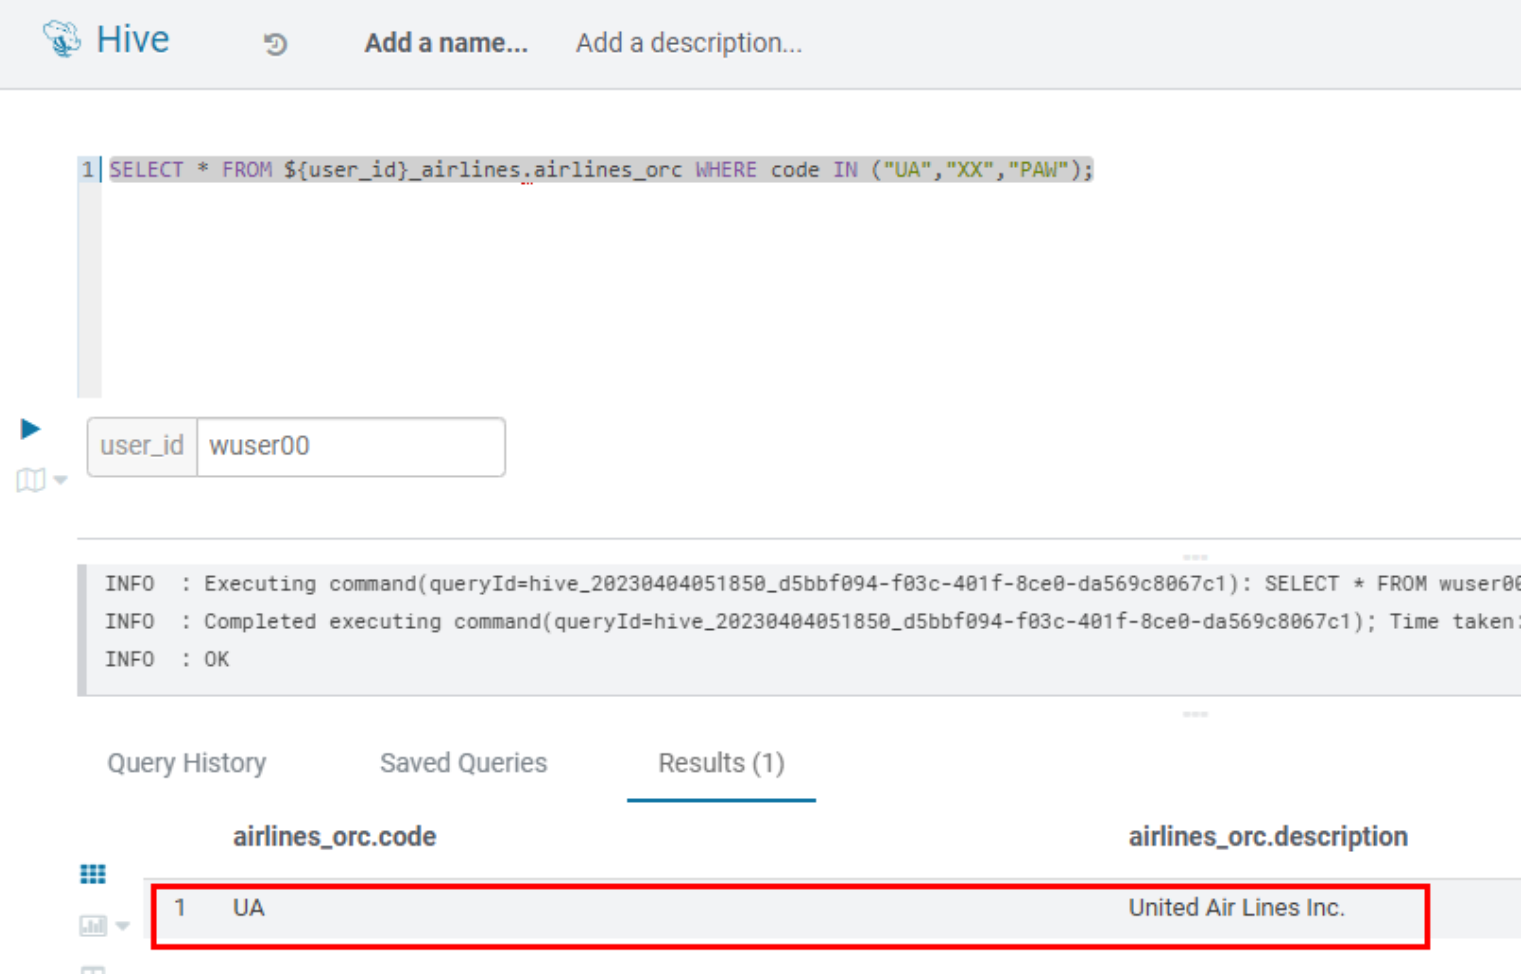 Hive Add a name... Add a description...
1 SELECT * FROM ${user_id}_airlines.airlines_orc WHERE code IN ("UA","XX","PAW");
user_id wuser00
INFO : Executing command(queryId=hive_20230404051850_d5bbf094-f03c-401f-8ce0-da569c8067c1): SELECT * FROM wuser00
INFO : Completed executing command(queryId=hive_20230404051850_d5bbf094-f03c-401f-8ce0-da569c8067c1); Time taken:
INFO : OK
Query History Saved Queries Results (1)
airlines_orc.code airlines_orc.description
1 UA United Air Lines Inc.